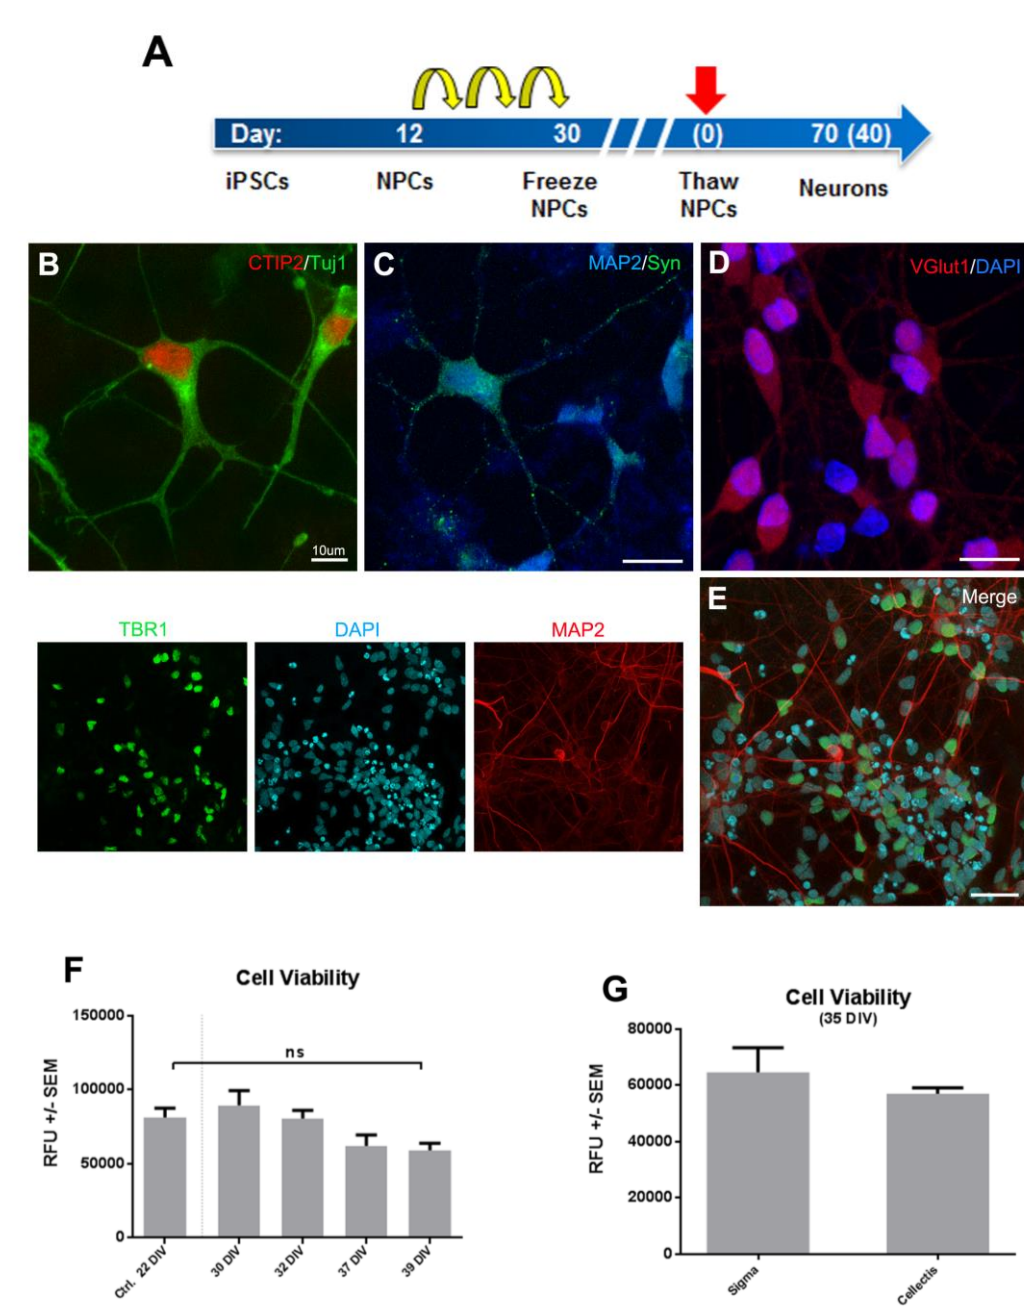 A
Day: 12 30 (0) 70 (40)
iPSCs NPCs Freeze NPCs Thaw NPCs Neurons
B CTIP2/Tuj1
10um
C MAP2/Syn
D VGlut1/DAPI
TBR1 DAPI MAP2
E Merge
F
Cell Viability
RFU +/- SEM
150000
100000
50000
0
ns
Ctrl. 22 DIV
30 DIV
32 DIV
37 DIV
39 DIV
G
Cell Viability
(35 DIV)
RFU +/- SEM
80000
60000
40000
20000
0
Sigma
Cellectis